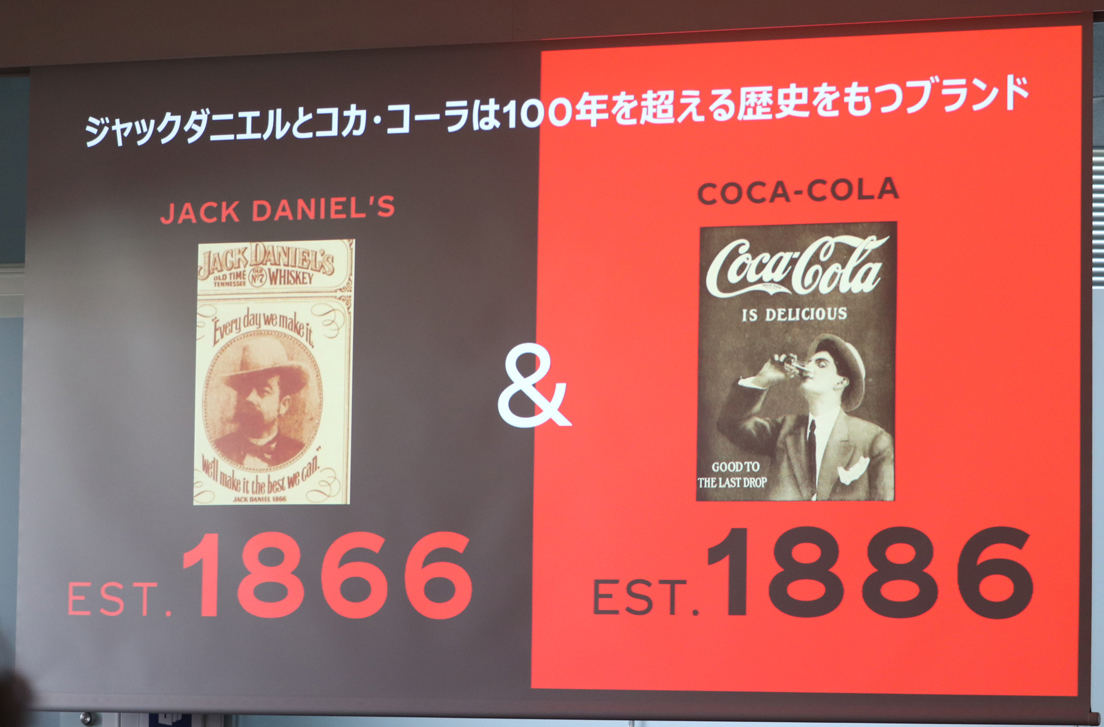 ジャックダニエルとコカ・コーラは100年を超える歴史をもつブランド
JACK DANIEL'S
JACK DANIEL'S
OLD TIME
TENNESSEE
OLD
No 7
WHISKEY
"Every day we make it,
we'll make it the best we can."
JACK DANIEL 1866
EST. 1866
&
COCA-COLA
Coca-Cola
IS DELICIOUS
GOOD TO
THE LAST DROP
EST. 1886